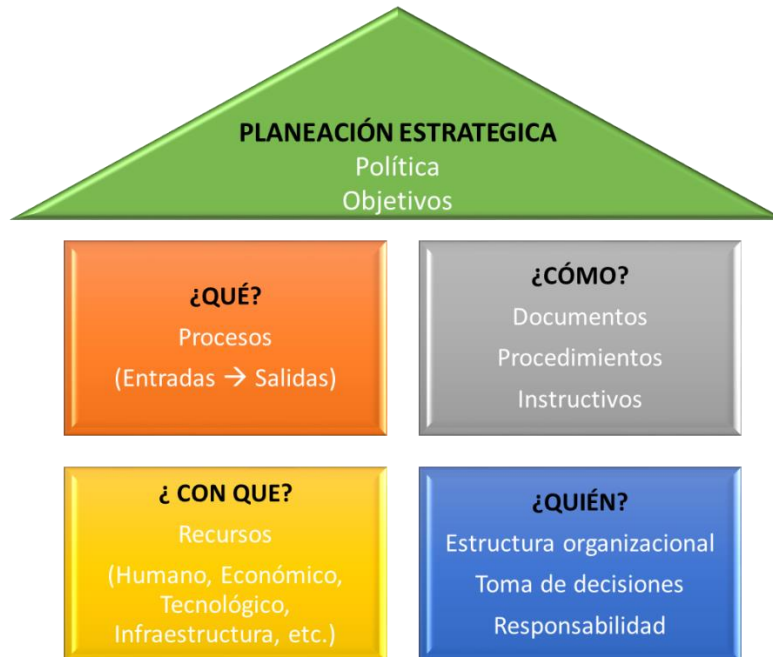 PLANEACIÓN ESTRATEGICA
Política
Objetivos
¿QUÉ?
Procesos
(Entradas → Salidas)
¿CÓMO?
Documentos
Procedimientos
Instructivos
¿ CON QUE?
Recursos
(Humano, Económico,
Tecnológico,
Infraestructura, etc.)
¿QUIÉN?
Estructura organizacional
Toma de decisiones
Responsabilidad